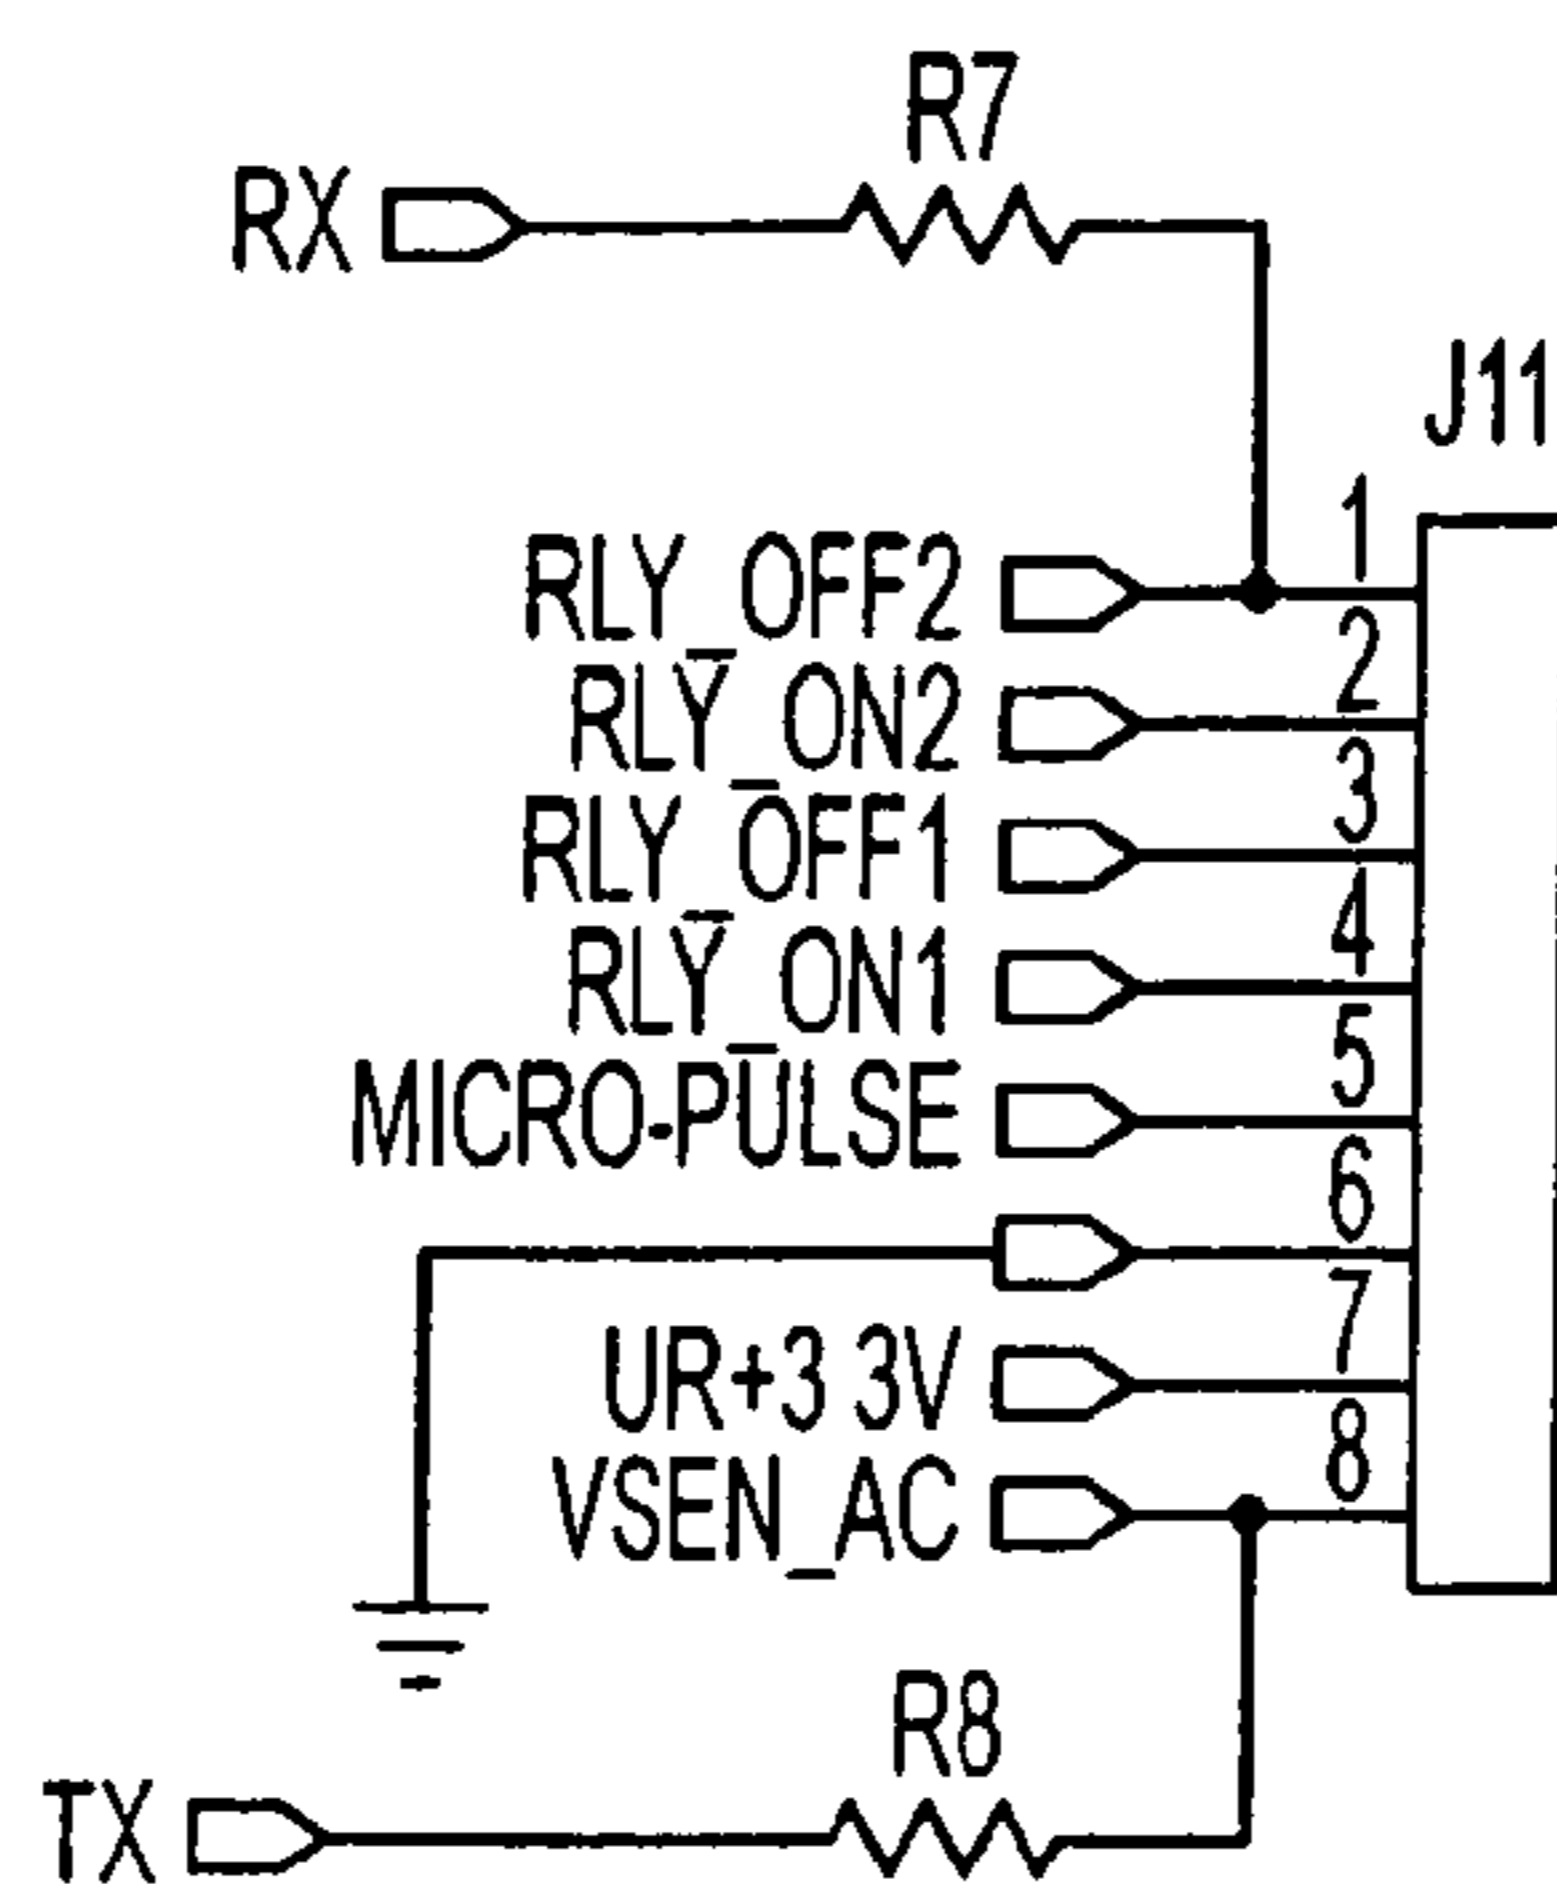 R7
RX
J11
1
RLY_OFF2
2
RLY_ON2
3
RLY_OFF1
4
RLY_ON1
5
MICRO-PULSE
6
7
UR+3 3V
8
VSEN_AC
R8
TX